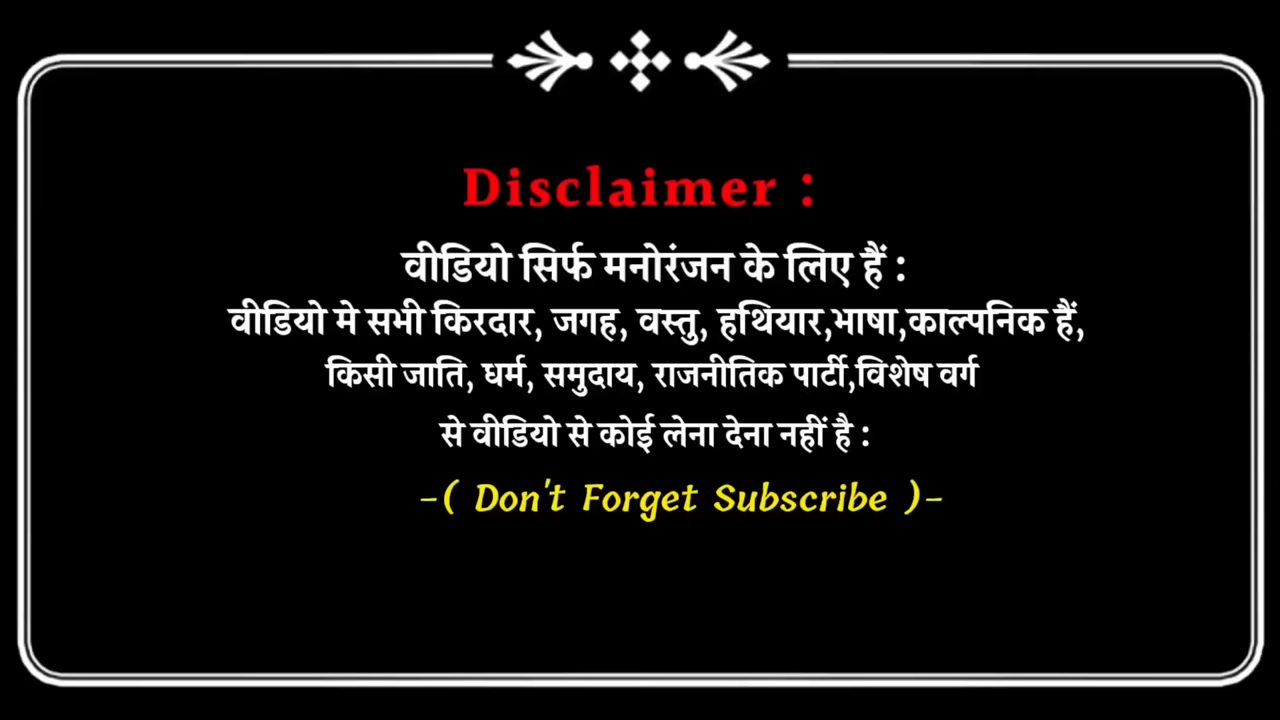 Disclaimer :
वीडियो सिर्फ मनोरंजन के लिए हैं :
वीडियो मे सभी किरदार, जगह, वस्तु, हथियार,भाषा,काल्पनिक हैं,
किसी जाति, धर्म, समुदाय, राजनीतिक पार्टी,विशेष वर्ग
से वीडियो से कोई लेना देना नहीं है :
-( Don't Forget Subscribe )-